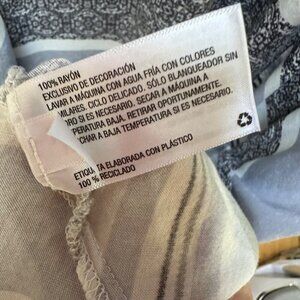 100% RAYÓN
EXCLUSIVO DE DECORACIÓN
LAVAR A MÁQUINA CON AGUA FRÍA CON COLORES
MILARES. CICLO DELICADO. SÓLO BLANQUEADOR SIN
RO SI ES NECESARIO. SECAR A MÁQUINA A
PERATURA BAJA. RETIRAR OPORTUNAMENTE.
CHAR A BAJA TEMPERATURA SI ES NECESARIO.
ETIQUETA ELABORADA CON PLÁSTICO
100 % RECICLADO